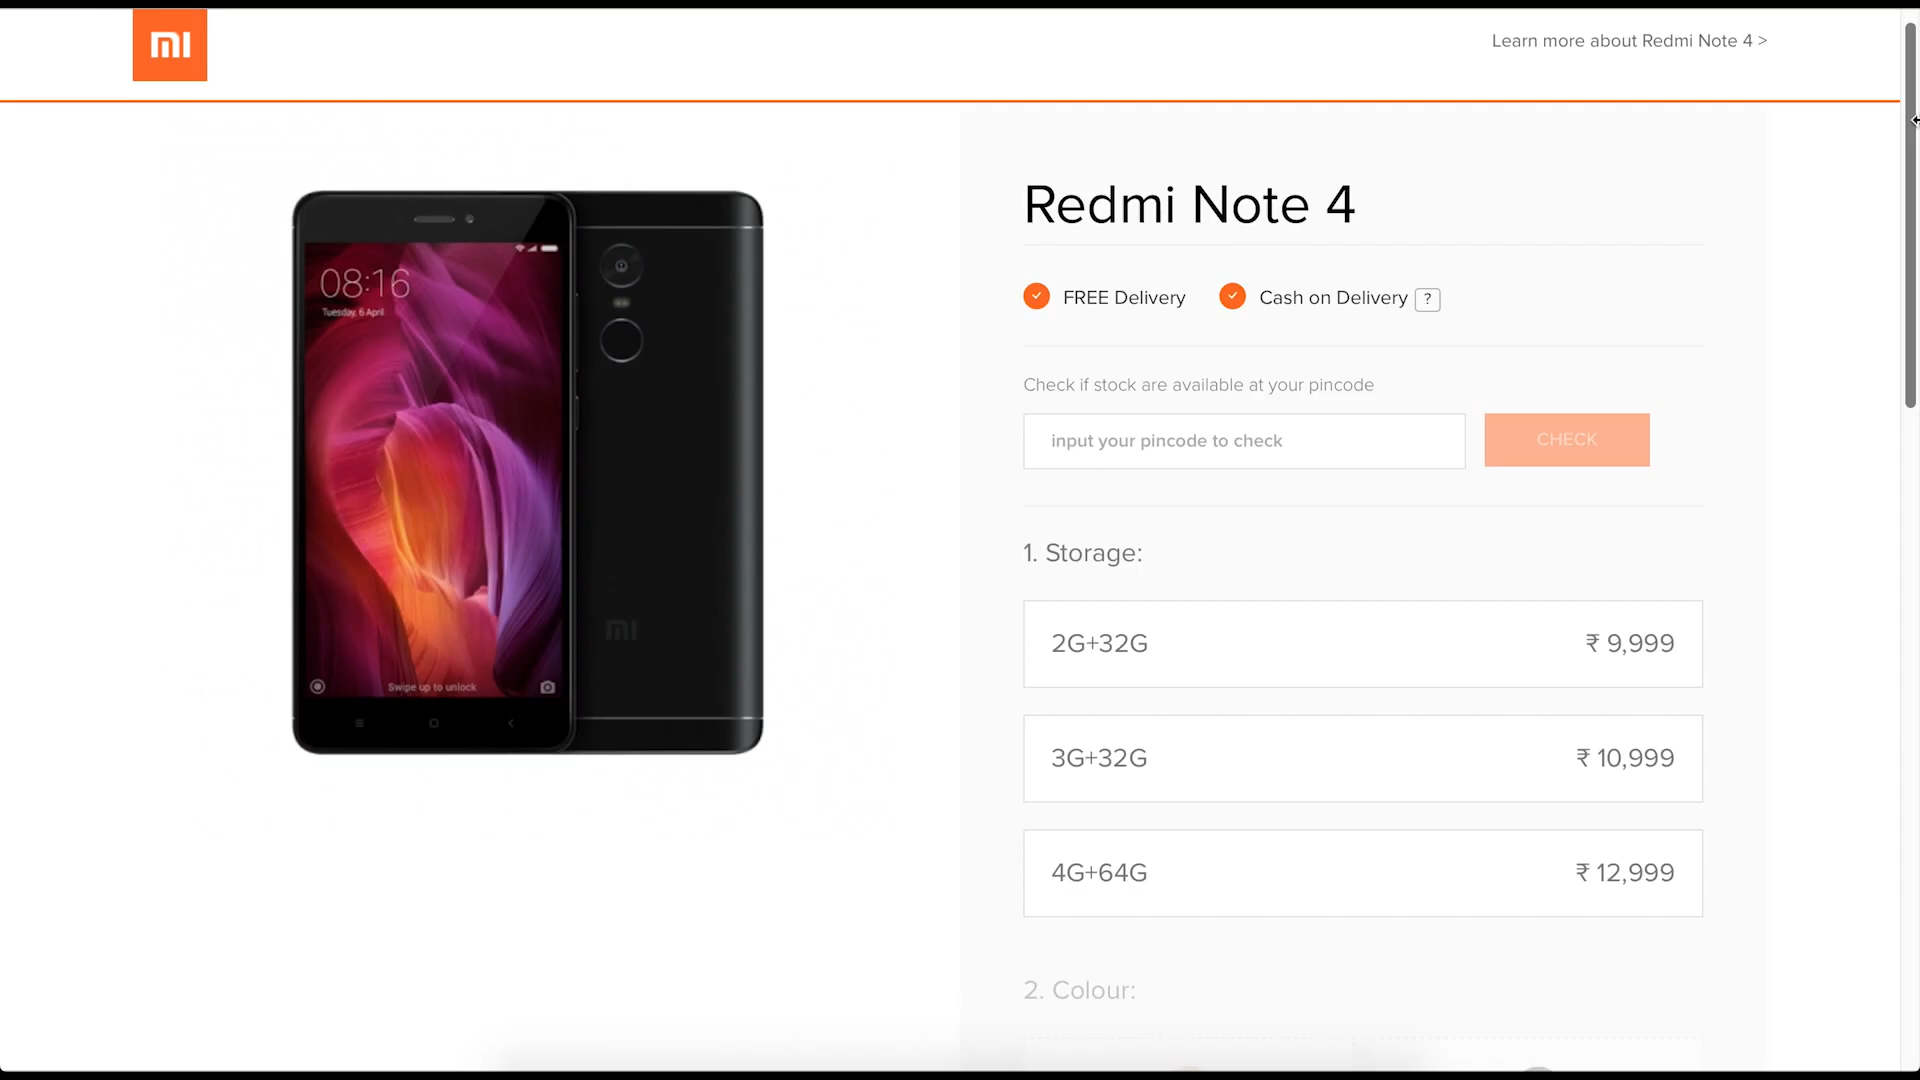 Learn more about Redmi Note 4 >
08:16
Tuesday, 6 April
Swipe up to unlock
Redmi Note 4
FREE Delivery
Cash on Delivery ?
Check if stock are available at your pincode
input your pincode to check
CHECK
1. Storage:
2G+32G ₹ 9,999
3G+32G ₹ 10,999
4G+64G ₹ 12,999
2. Colour: